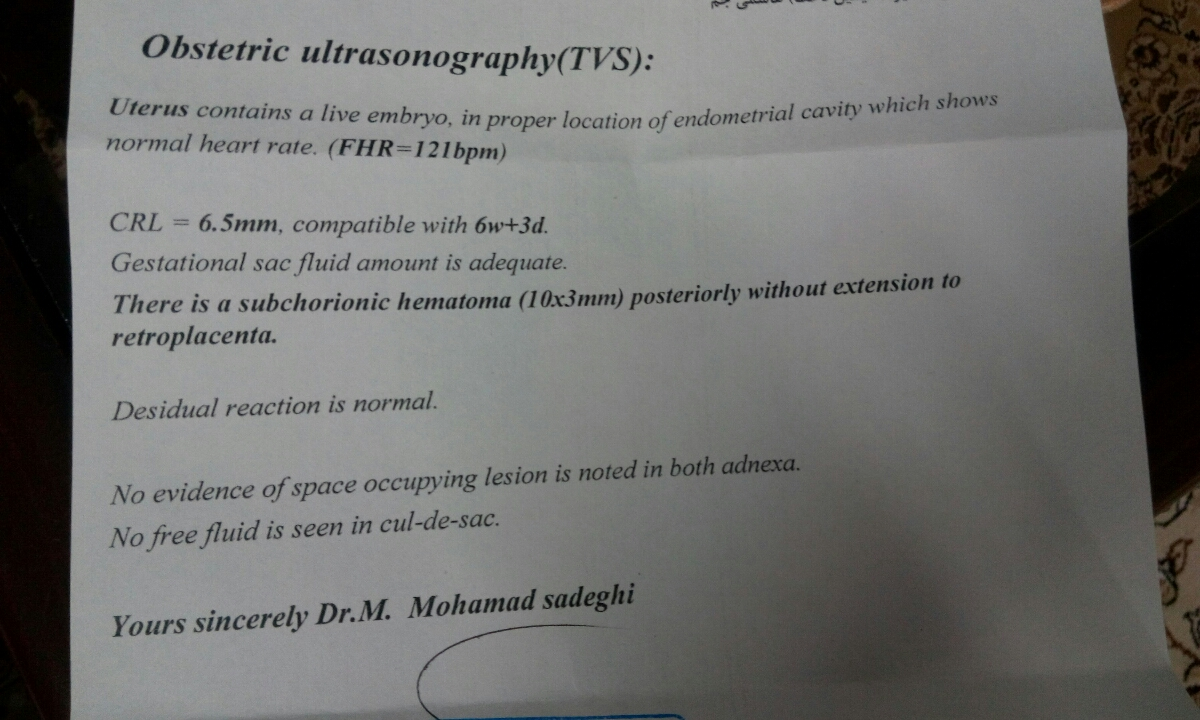 Obstetric ultrasonography(TVS):
Uterus contains a live embryo, in proper location of endometrial cavity which shows
normal heart rate. (FHR=121bpm)
CRL = 6.5mm, compatible with 6w+3d.
Gestational sac fluid amount is adequate.
There is a subchorionic hematoma (10x3mm) posteriorly without extension to
retroplacenta.
Desidual reaction is normal.
No evidence of space occupying lesion is noted in both adnexa.
No free fluid is seen in cul-de-sac.
Yours sincerely Dr.M. Mohamad sadeghi